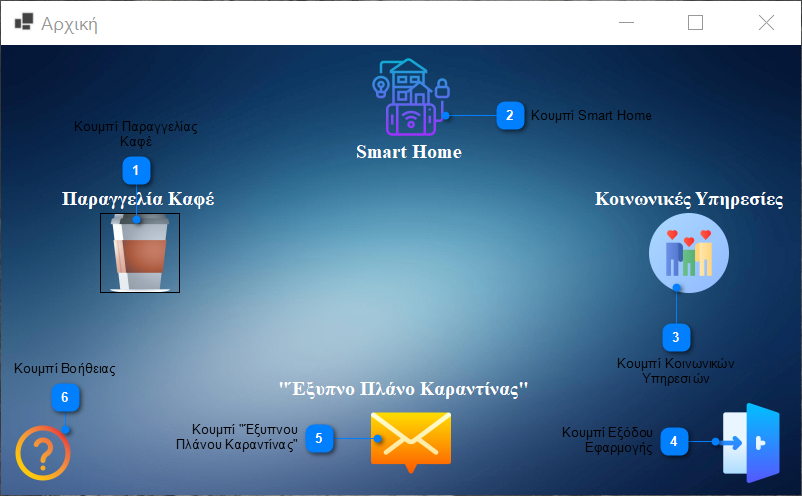 Αρχική
2 Κουμπί Smart Home
Smart Home
Κουμπί Παραγγελίας
Καφέ
1
Παραγγελία Καφέ
Κοινωνικές Υπηρεσίες
3
Κουμπί Κοινωνικών
Υπηρεσιών
Κουμπί Βοήθειας
6
"Έξυπνο Πλάνο Καραντίνας"
Κουμπί "Έξυπνου
Πλάνου Καραντίνας"
5
Κουμπί Εξόδου
Εφαρμογής
4